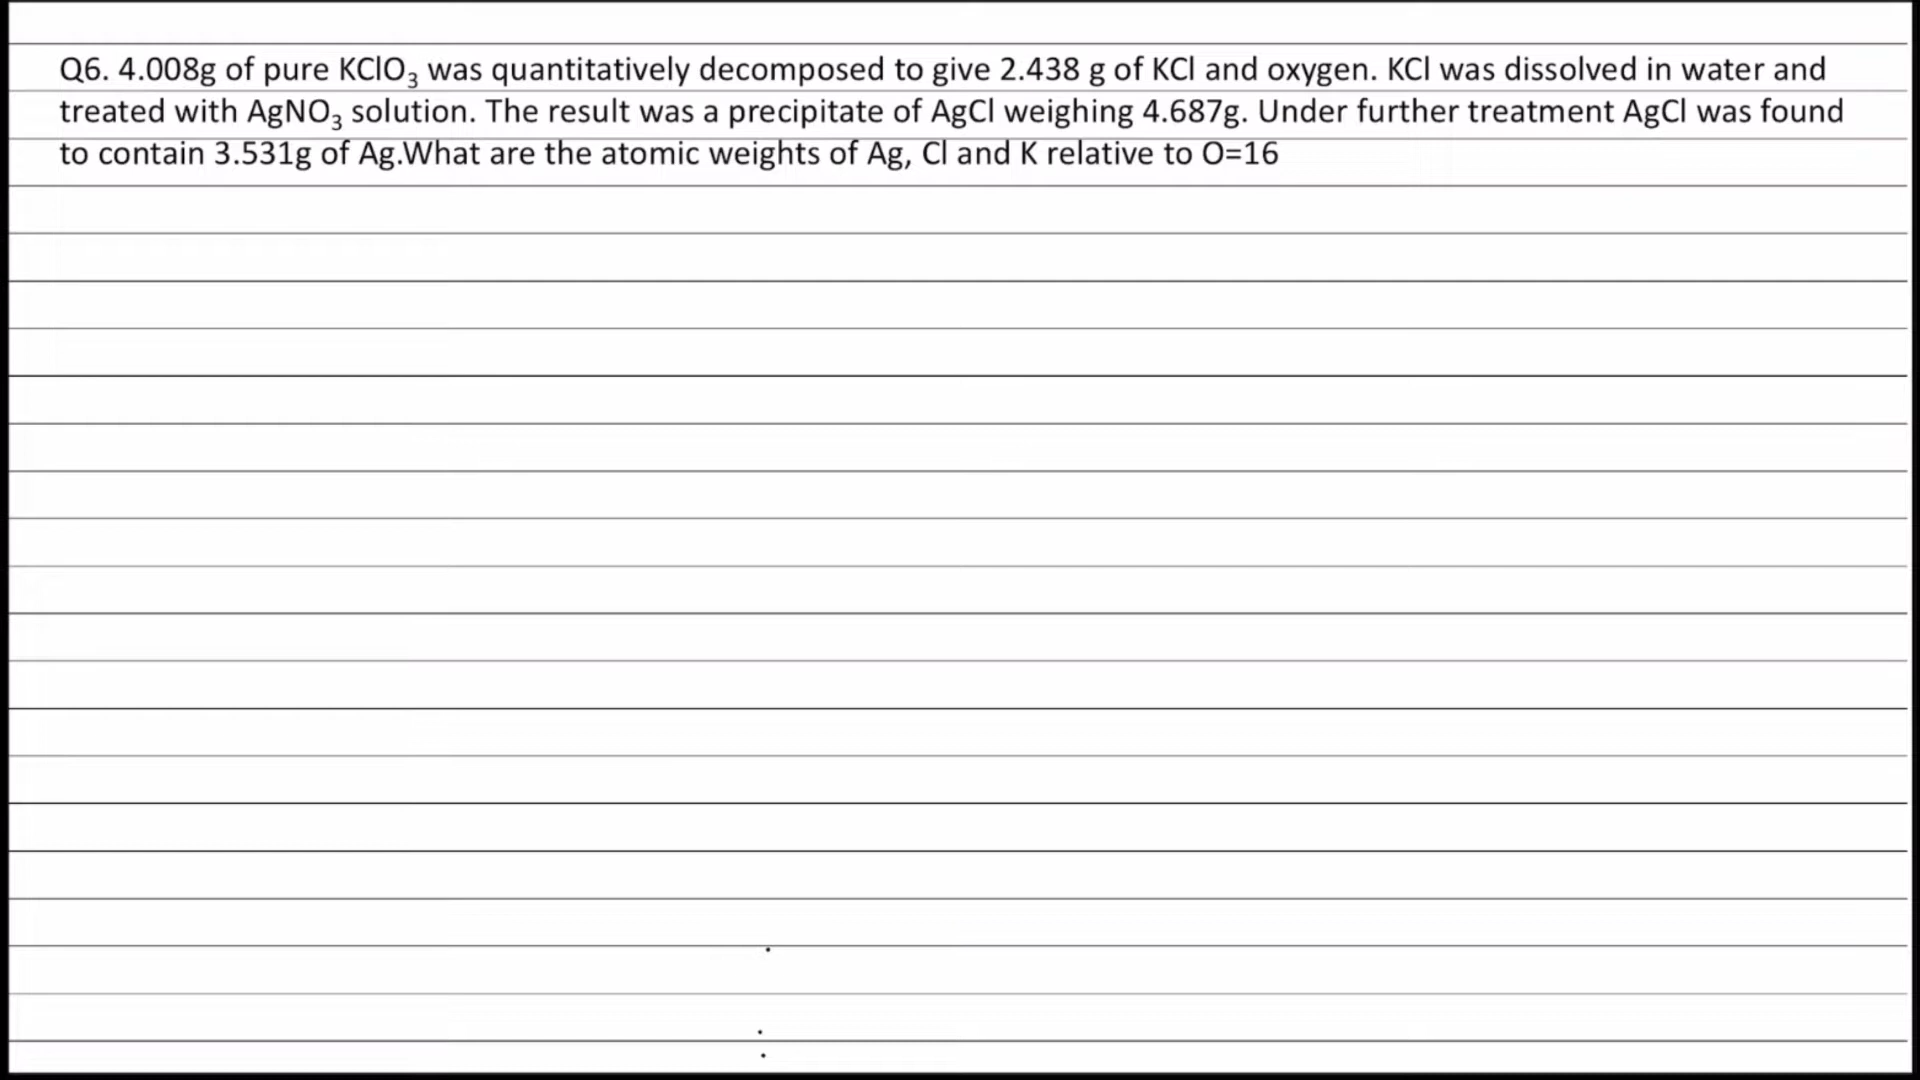 Q6. 4.008g of pure KClO₃ was quantitatively decomposed to give 2.438 g of KCl and oxygen. KCl was dissolved in water and
treated with AgNO₃ solution. The result was a precipitate of AgCl weighing 4.687g. Under further treatment AgCl was found
to contain 3.531g of Ag.What are the atomic weights of Ag, Cl and K relative to O=16